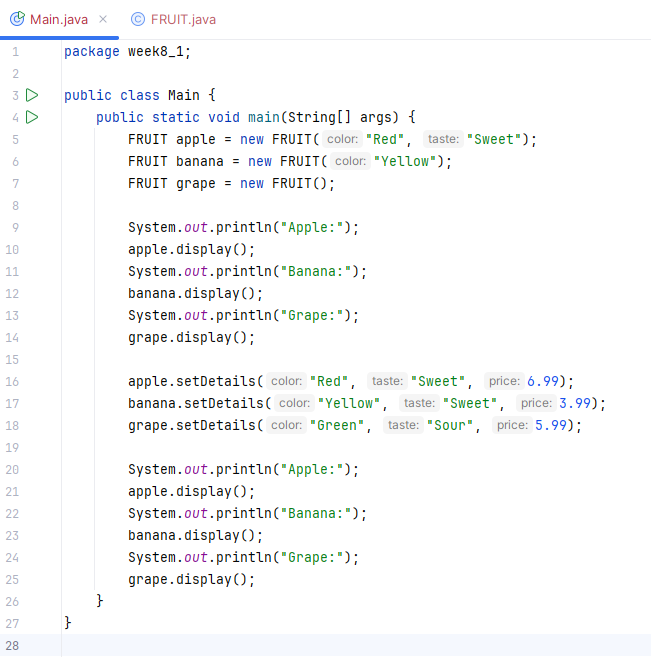 Main.java × FRUIT.java
1 package week8_1;
2
3 public class Main {
4 public static void main(String[] args) {
5 FRUIT apple = new FRUIT( color: "Red", taste: "Sweet");
6 FRUIT banana = new FRUIT( color: "Yellow");
7 FRUIT grape = new FRUIT();
8
9 System.out.println("Apple:");
10 apple.display();
11 System.out.println("Banana:");
12 banana.display();
13 System.out.println("Grape:");
14 grape.display();
15
16 apple.setDetails( color: "Red", taste: "Sweet", price: 6.99);
17 banana.setDetails( color: "Yellow", taste: "Sweet", price: 3.99);
18 grape.setDetails( color: "Green", taste: "Sour", price: 5.99);
19
20 System.out.println("Apple:");
21 apple.display();
22 System.out.println("Banana:");
23 banana.display();
24 System.out.println("Grape:");
25 grape.display();
26 }
27 }
28